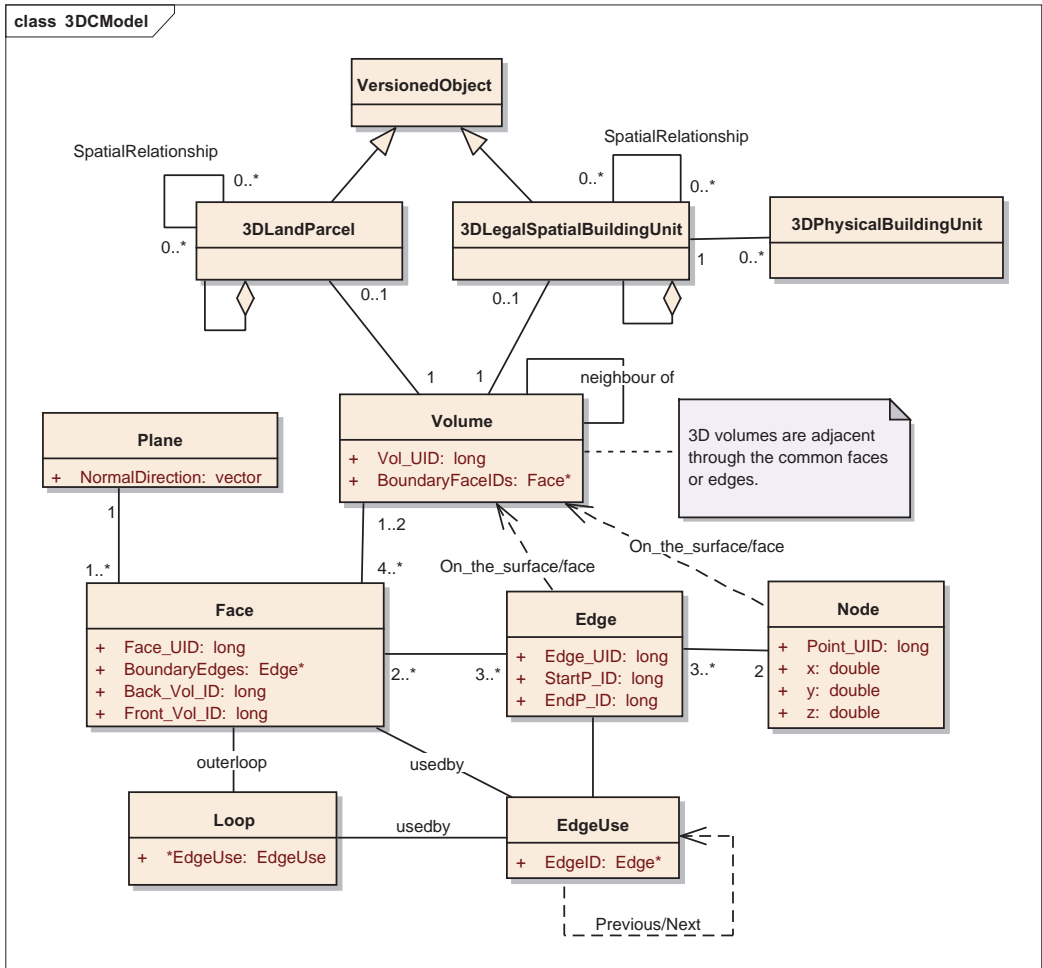 class 3DCModel
VersionedObject
SpatialRelationship
0..*
0..*
3DLandParcel
SpatialRelationship
0..*
0..*
3DLegalSpatialBuildingUnit
1
0..*
3DPhysicalBuildingUnit
0..1
0..1
1
1
neighbour of
Volume
+ Vol_UID: long
+ BoundaryFaceIDs: Face*
3D volumes are adjacent
through the common faces
or edges.
Plane
+ NormalDirection: vector
1
1..*
1..2
4..*
On_the_surface/face
On_the_surface/face
Face
+ Face_UID: long
+ BoundaryEdges: Edge*
+ Back_Vol_ID: long
+ Front_Vol_ID: long
2..*
3..*
Edge
+ Edge_UID: long
+ StartP_ID: long
+ EndP_ID: long
3..*
2
Node
+ Point_UID: long
+ x: double
+ y: double
+ z: double
outerloop
usedby
Loop
+ *EdgeUse: EdgeUse
usedby
EdgeUse
+ EdgeID: Edge*
Previous/Next